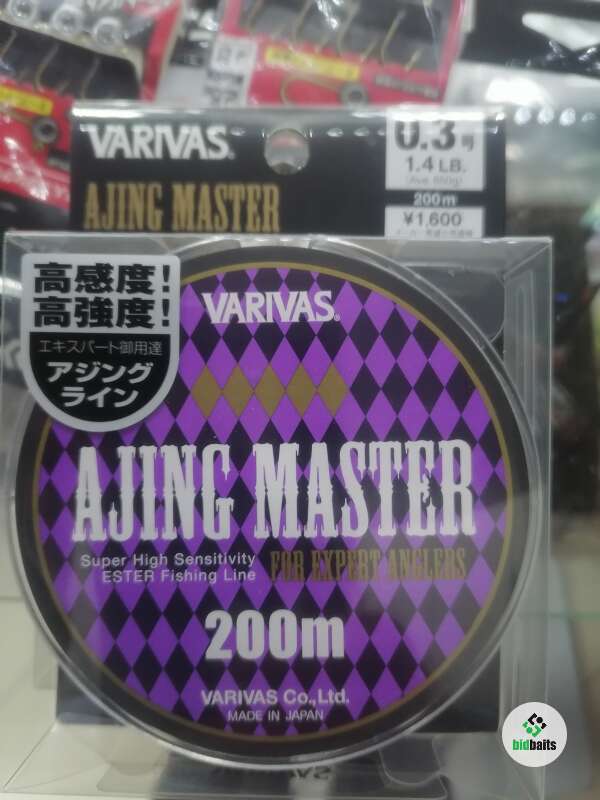 VARIVAS®
AJING MASTER
0.3号
1.4 LB.
200m
¥1,600
高感度!
高強度!
エキスパート御用達
アジング
ライン
VARIVAS®
AJING MASTER
Super High Sensitivity
ESTER Fishing Line
FOR EXPERT ANGLERS
200m
VARIVAS Co.,Ltd.
MADE IN JAPAN
bidbaits